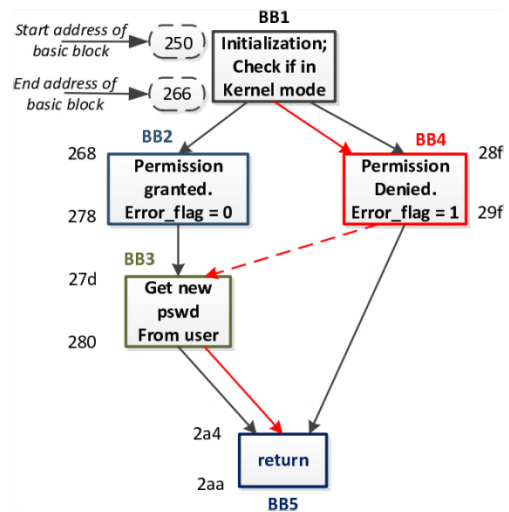 BB1
Start address of
basic block
250
Initialization;
Check if in
Kernel mode
End address of
basic block
266
BB2
BB4
268
Permission
granted.
Error_flag = 0
278
Permission
Denied.
Error_flag = 1
28f
29f
BB3
27d
Get new
pswd
From user
280
2a4
return
2aa
BB5